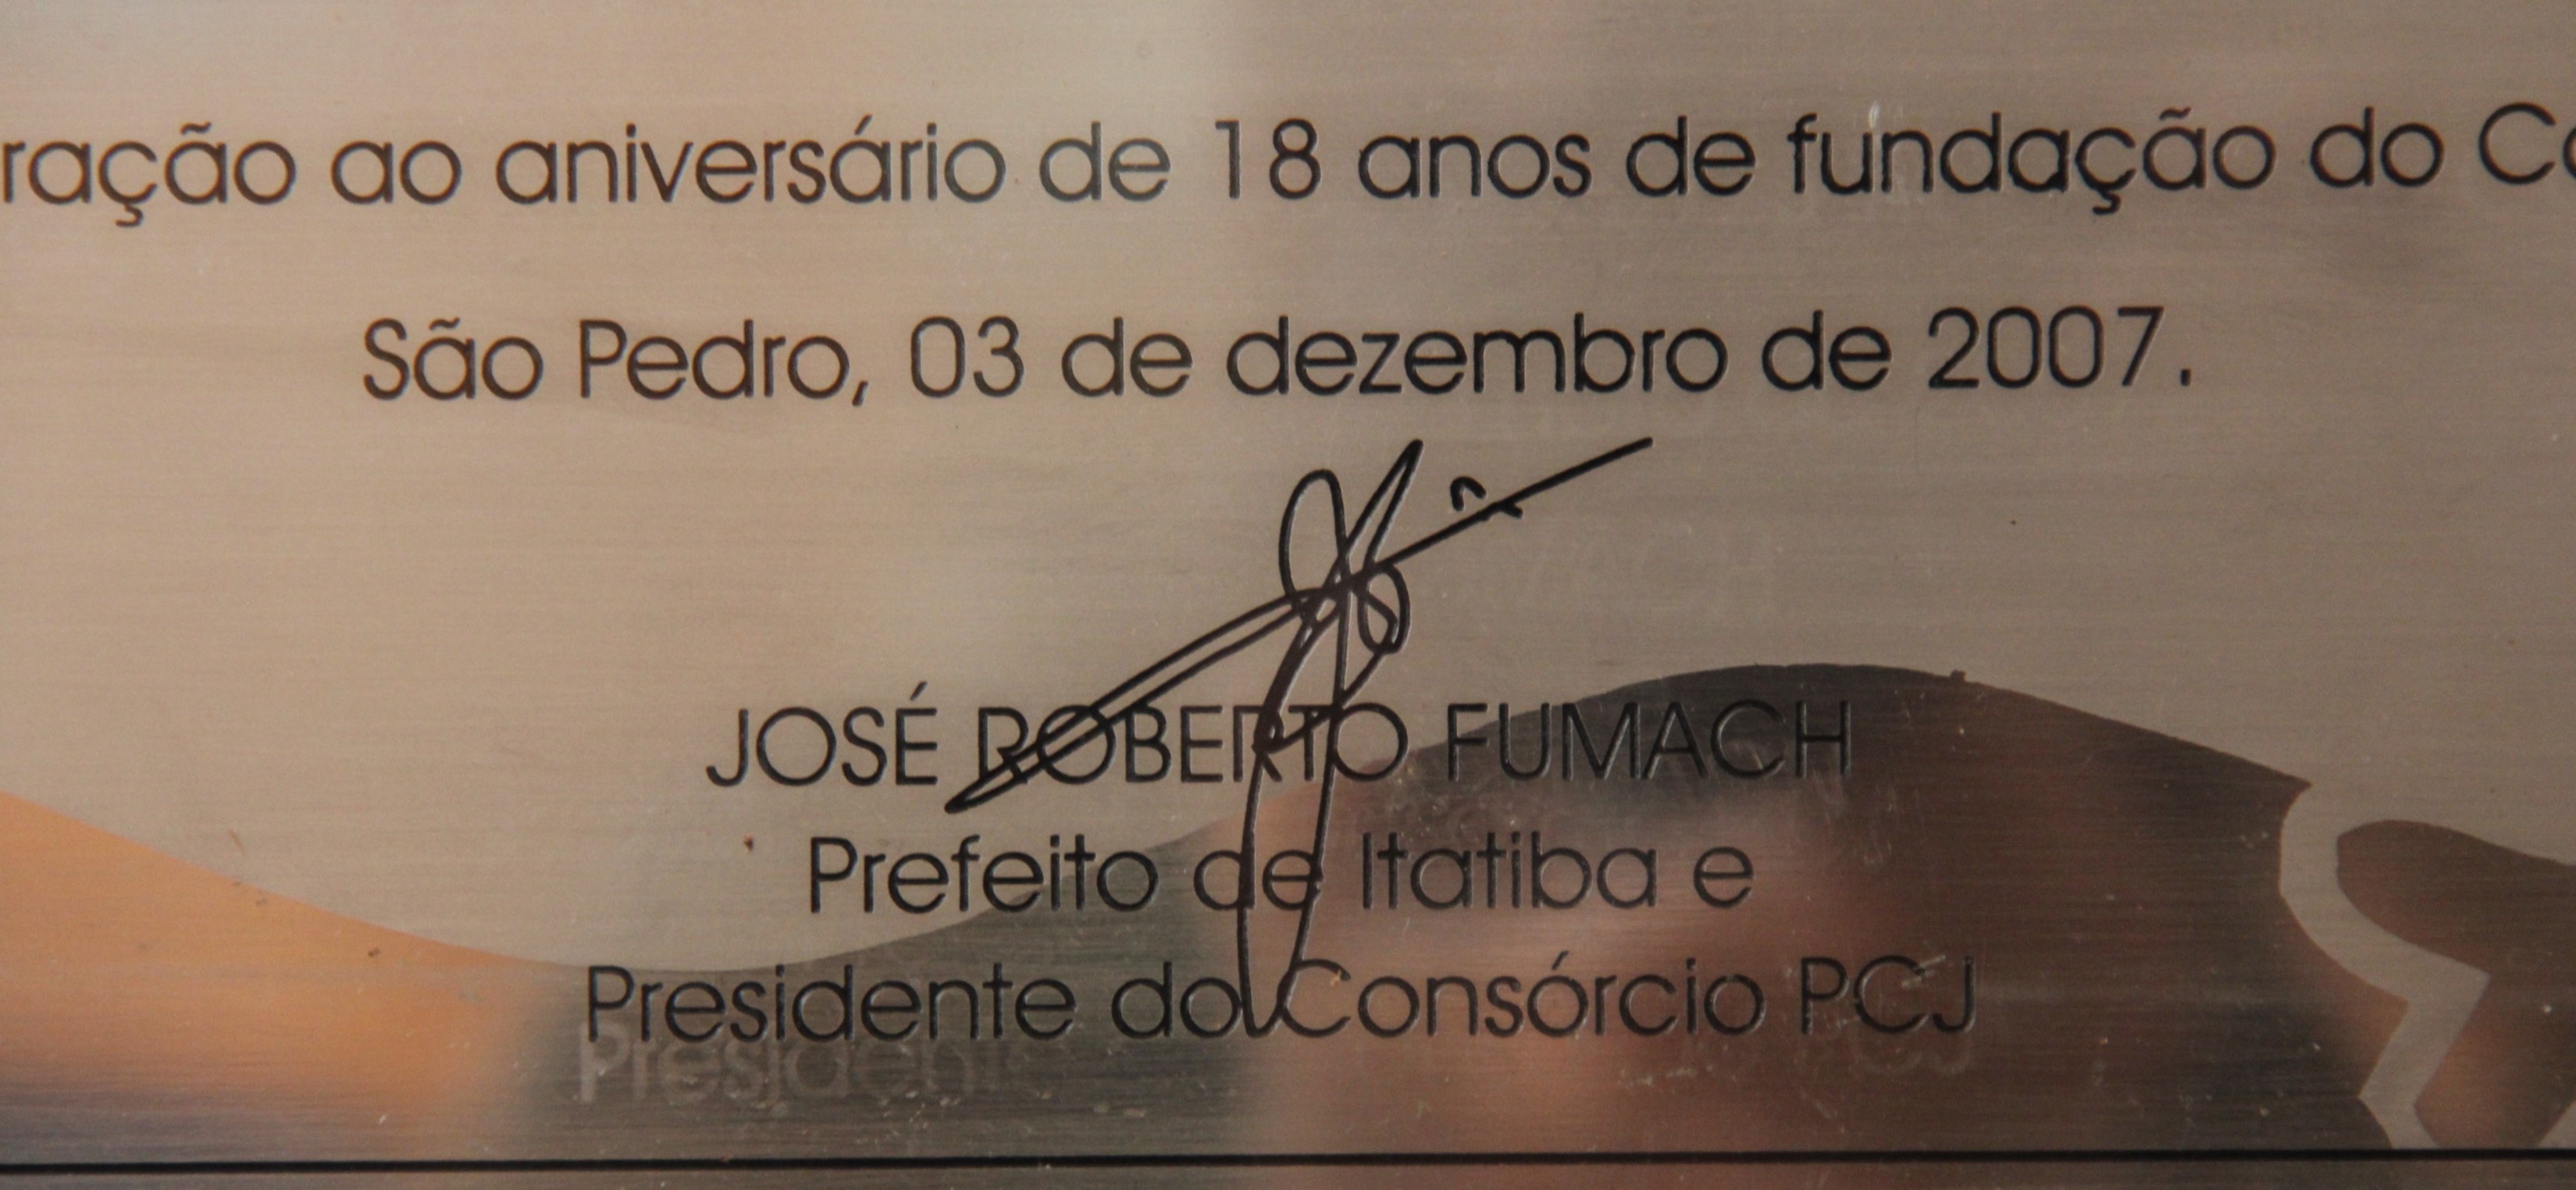 ração ao aniversário de 18 anos de fundação do Co
São Pedro, 03 de dezembro de 2007.
JOSÉ ROBERTO FUMACH
Prefeito de Itatiba e
Presidente do Consórcio PCJ